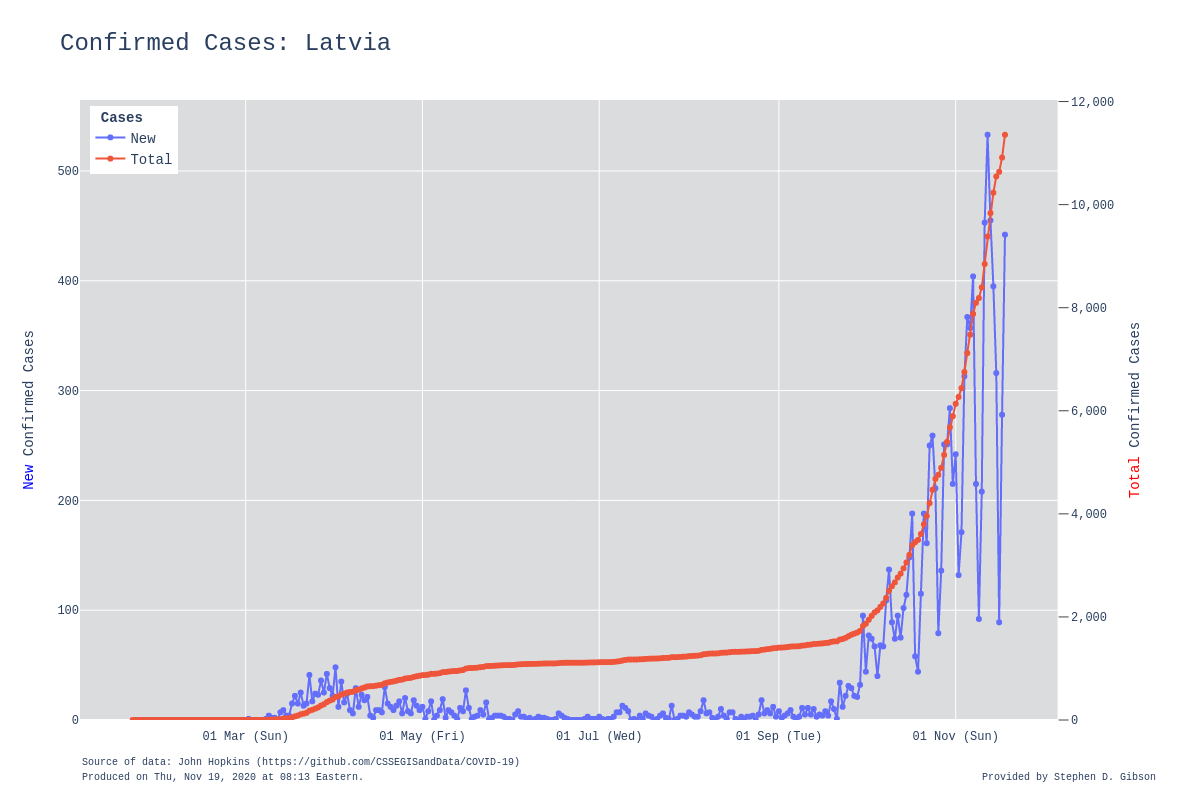 Confirmed Cases: Latvia
Cases
New
Total
500
400
300
200
100
0
12,000
10,000
8,000
6,000
4,000
2,000
0
New Confirmed Cases
Total Confirmed Cases
01 Mar (Sun)
01 May (Fri)
01 Jul (Wed)
01 Sep (Tue)
01 Nov (Sun)
Source of data: John Hopkins (https://github.com/CSSEGISandData/COVID-19)
Produced on Thu, Nov 19, 2020 at 08:13 Eastern.
Provided by Stephen D. Gibson